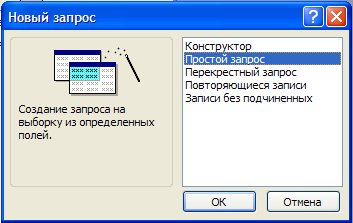 Новый запрос
Создание запроса на
выборку из определенных
полей.
Конструктор
Простой запрос
Перекрестный запрос
Повторяющиеся записи
Записи без подчиненных
ОК
Отмена